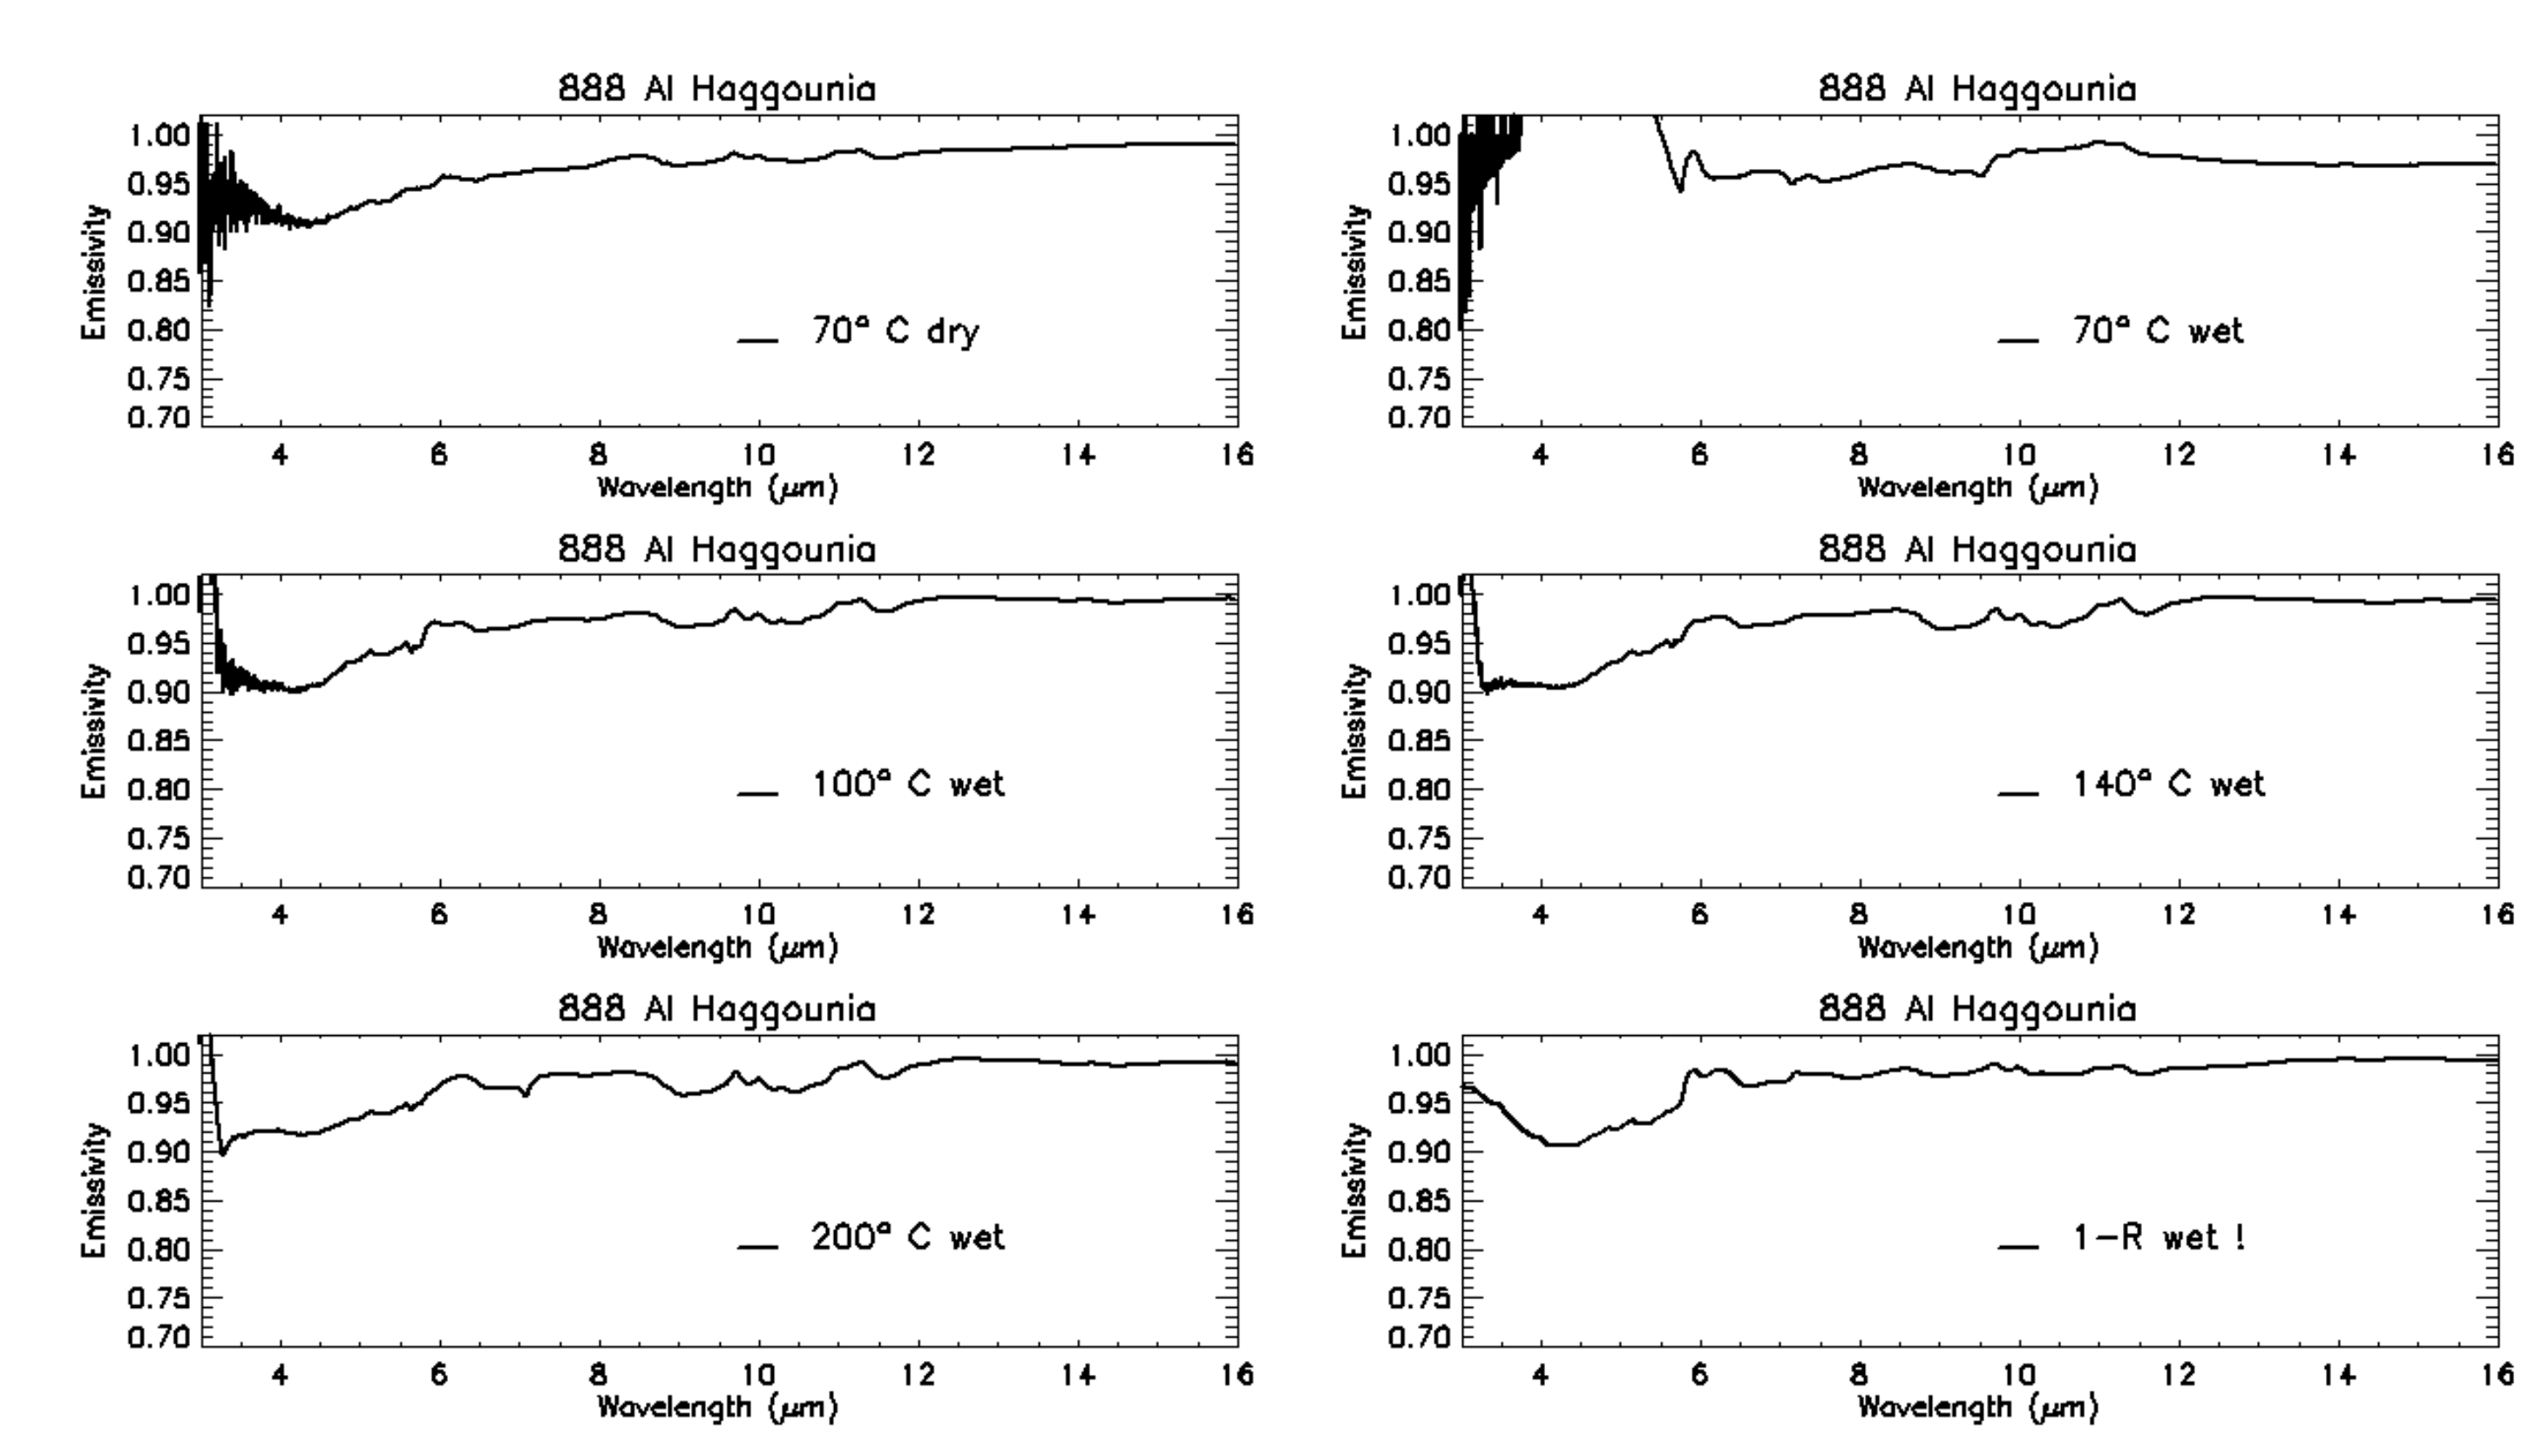 888 Al Haggounia
1.00
0.95
0.90
0.85
0.80
0.75
0.70
Emissivity
70° C dry
4 6 8 10 12 14 16
Wavelength (μm)
888 Al Haggounia
1.00
0.95
0.90
0.85
0.80
0.75
0.70
Emissivity
70° C wet
4 6 8 10 12 14 16
Wavelength (μm)
888 Al Haggounia
1.00
0.95
0.90
0.85
0.80
0.75
0.70
Emissivity
100° C wet
4 6 8 10 12 14 16
Wavelength (μm)
888 Al Haggounia
1.00
0.95
0.90
0.85
0.80
0.75
0.70
Emissivity
140° C wet
4 6 8 10 12 14 16
Wavelength (μm)
888 Al Haggounia
1.00
0.95
0.90
0.85
0.80
0.75
0.70
Emissivity
200° C wet
4 6 8 10 12 14 16
Wavelength (μm)
888 Al Haggounia
1.00
0.95
0.90
0.85
0.80
0.75
0.70
Emissivity
1-R wet !
4 6 8 10 12 14 16
Wavelength (μm)